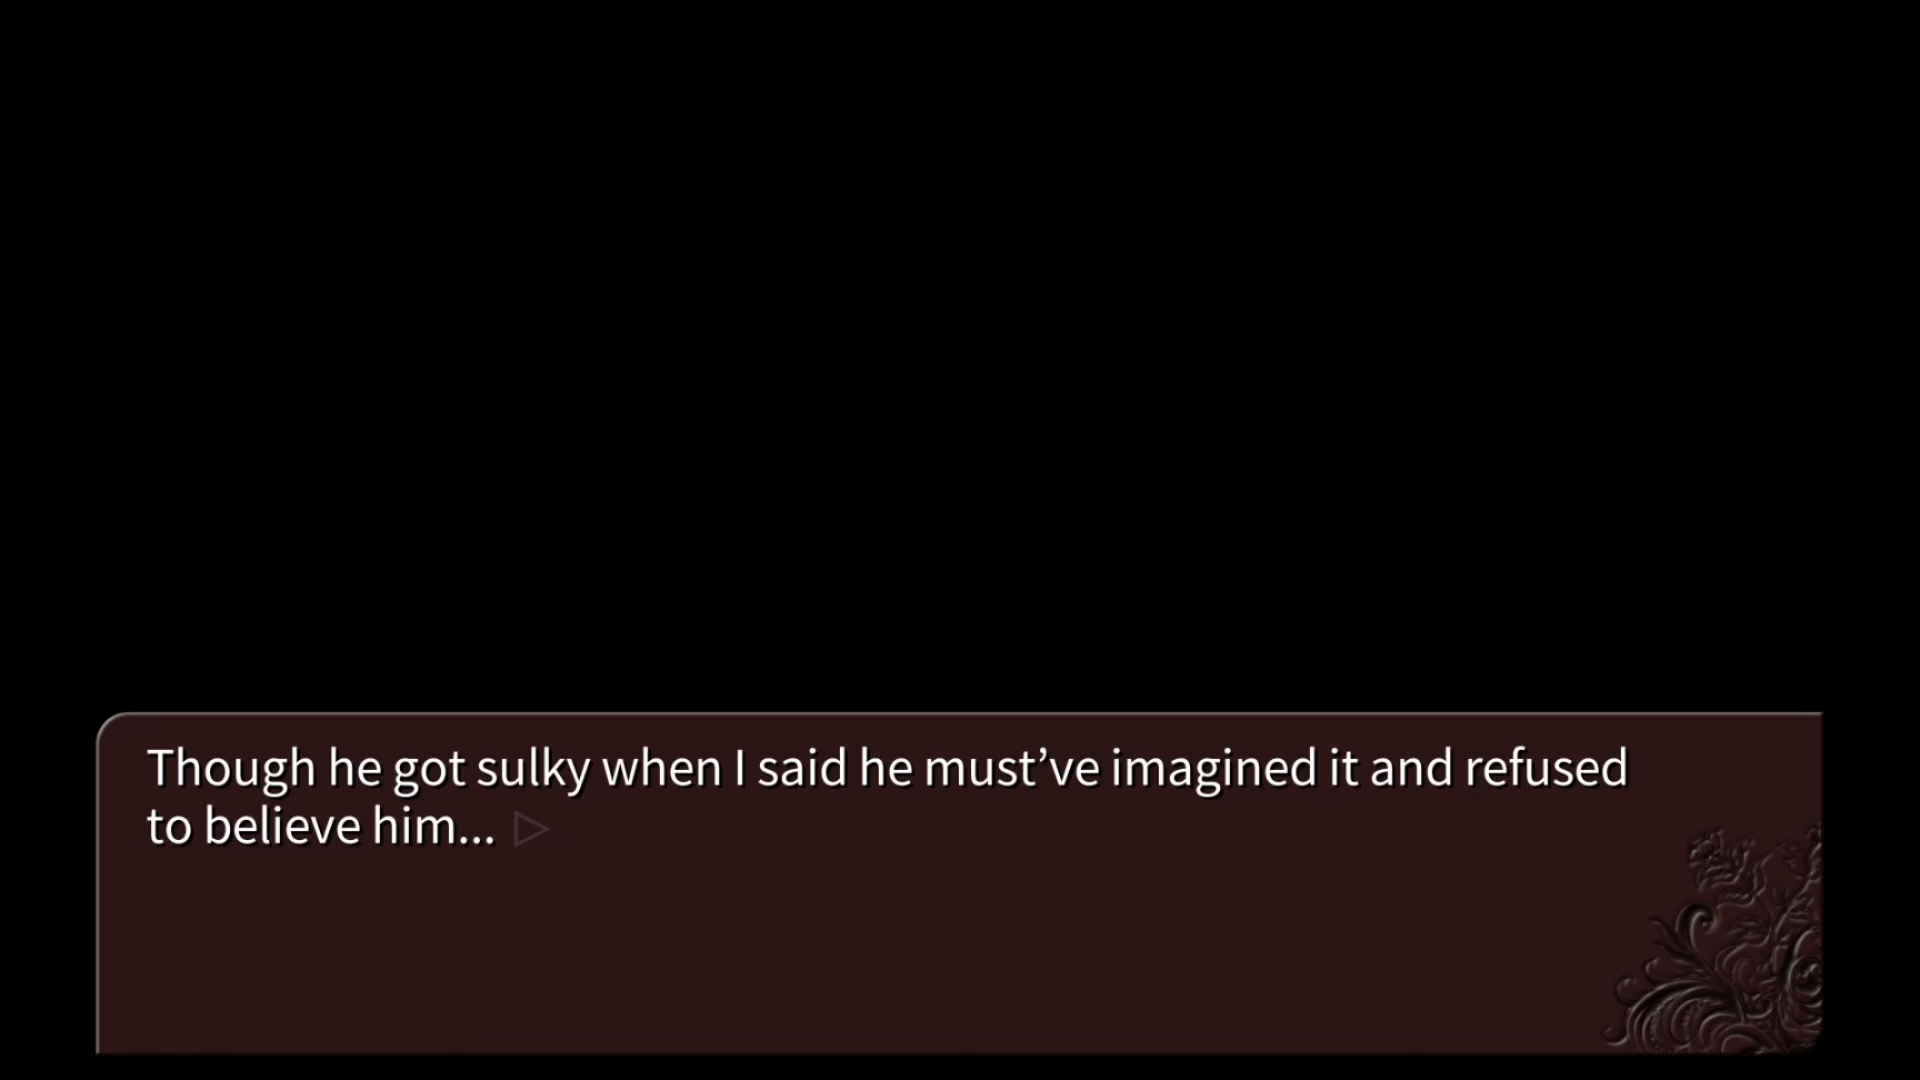 Though he got sulky when I said he must’ve imagined it and refused
to believe him...